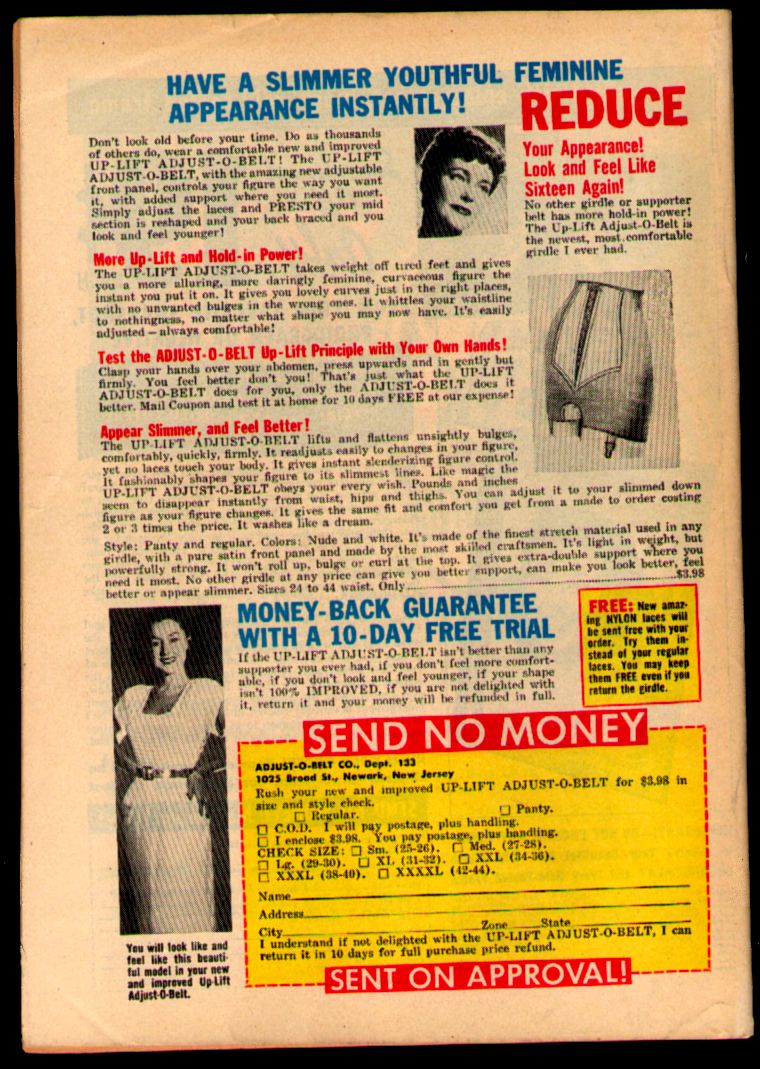 HAVE A SLIMMER YOUTHFUL FEMININE
APPEARANCE INSTANTLY!
REDUCE
Your Appearance!
Look and Feel Like
Sixteen Again!
No other girdle or supporter
belt has more hold-in power!
The Up-Lift Adjust-O-Belt is
the newest, most comfortable
girdle I ever had.
Don't look old before your time. Do as thousands
of others do, wear a comfortable new and improved
UP-LIFT ADJUST-O-BELT! The UP-LIFT
ADJUST-O-BELT, with the amazing new adjustable
front panel, controls your figure the way you want
it, with added support where you need it most.
Simply adjust the laces and PRESTO your mid
section is reshaped and your back braced and you
look and feel younger!
More Up-Lift and Hold-in Power!
The UP-LIFT ADJUST-O-BELT takes weight off tired feet and gives
you a more alluring, more daringly feminine, curvaceous figure the
instant you put it on. It gives you lovely curves just in the right places,
with no unwanted bulges in the wrong ones. It whittles your waistline
to nothingness, no matter what shape you may now have. It's easily
adjusted — always comfortable!
Test the ADJUST-O-BELT Up-Lift Principle with Your Own Hands!
Clasp your hands over your abdomen, press upwards and in gently but
firmly. You feel better don't you! That's just what the UP-LIFT
ADJUST-O-BELT does for you, only the ADJUST-O-BELT does it
better. Mail Coupon and test it at home for 10 days FREE at our expense!
Appear Slimmer, and Feel Better!
The UP-LIFT ADJUST-O-BELT lifts and flattens unsightly bulges,
comfortably, quickly, firmly. It readjusts easily to changes in your figure,
yet no laces touch your body. It gives instant slenderizing figure control.
It fashionably shapes your figure to its slimmest lines. Like magic the
UP-LIFT ADJUST-O-BELT obeys your every wish. Pounds and inches
seem to disappear instantly from waist, hips and thighs. You can adjust it to your slimmed down
figure as your figure changes. It gives the same fit and comfort you get from a made to order costing
2 or 3 times the price. It washes like a dream.
Style: Panty and regular. Colors: Nude and white. It's made of the finest stretch material used in any
girdle, with a pure satin front panel and made by the most skilled craftsmen. It's light in weight, but
powerfully strong. It won't roll up, bulge or curl at the top. It gives extra-double support where you
need it most. No other girdle at any price can give you better support, can make you look better, feel
better or appear slimmer. Sizes 24 to 44 waist. Only................$3.98
MONEY-BACK GUARANTEE
WITH A 10-DAY FREE TRIAL
If the UP-LIFT ADJUST-O-BELT isn't better than any
supporter you ever had, if you don't feel more comfort-
able, if you don't look and feel younger, if your shape
isn't 100% IMPROVED, if you are not delighted with
it, return it and your money will be refunded in full.
FREE: New amaz-
ing NYLON laces will
be sent free with your
order. Try them in-
stead of your regular
laces. You may keep
them FREE even if you
return the girdle.
SEND NO MONEY
ADJUST-O-BELT CO., Dept. 133
1025 Broad St., Newark, New Jersey
Rush your new and improved UP-LIFT ADJUST-O-BELT for $3.98 in
size and style check.
☐ Regular. ☐ Panty.
☐ C.O.D. I will pay postage, plus handling.
☐ I enclose $3.98. You pay postage, plus handling.
CHECK SIZE: ☐ Sm. (25-26). ☐ Med. (27-28).
☐ Lg. (29-30). ☐ XL (31-32). ☐ XXL (34-36).
☐ XXXL (38-40). ☐ XXXXL (42-44).
Name
Address
City Zone State
I understand if not delighted with the UP-LIFT ADJUST-O-BELT, I can
return it in 10 days for full purchase price refund.
SENT ON APPROVAL!
You will look like and
feel like this beauti-
ful model in your new
and improved Up-Lift
Adjust-O-Belt.